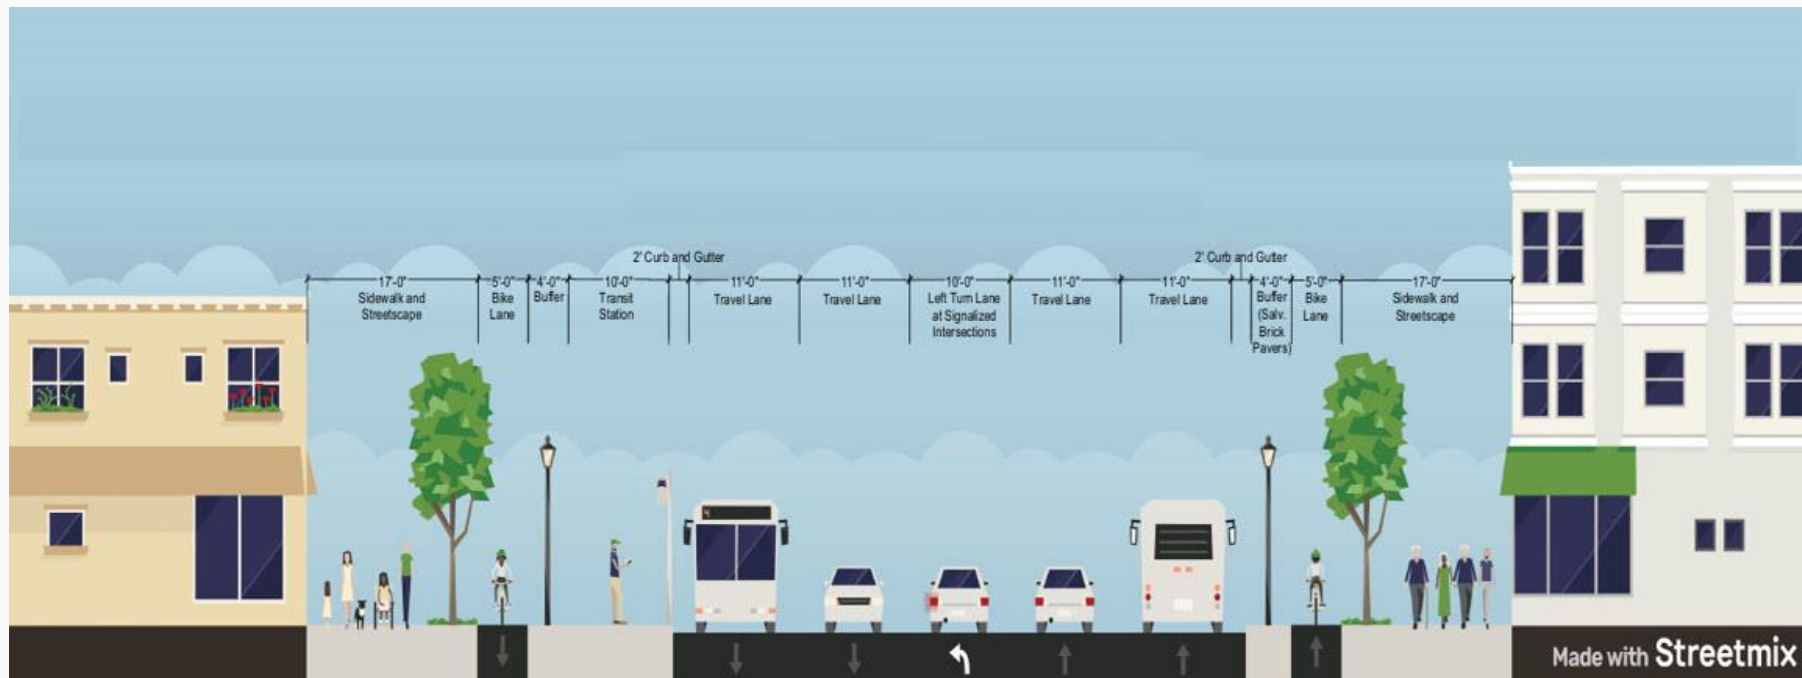 2' Curb and Gutter
2' Curb and Gutter
17'-0"
Sidewalk and
Streetscape
5'-0"
Bike
Lane
4'-0"
Buffer
10'-0"
Transit
Station
11'-0"
Travel Lane
11'-0"
Travel Lane
10'-0"
Left Turn Lane
at Signalized
Intersections
11'-0"
Travel Lane
11'-0"
Travel Lane
4'-0"
Buffer
(Salv.
Brick
Pavers)
5'-0"
Bike
Lane
17'-0"
Sidewalk and
Streetscape
Made with Streetmix